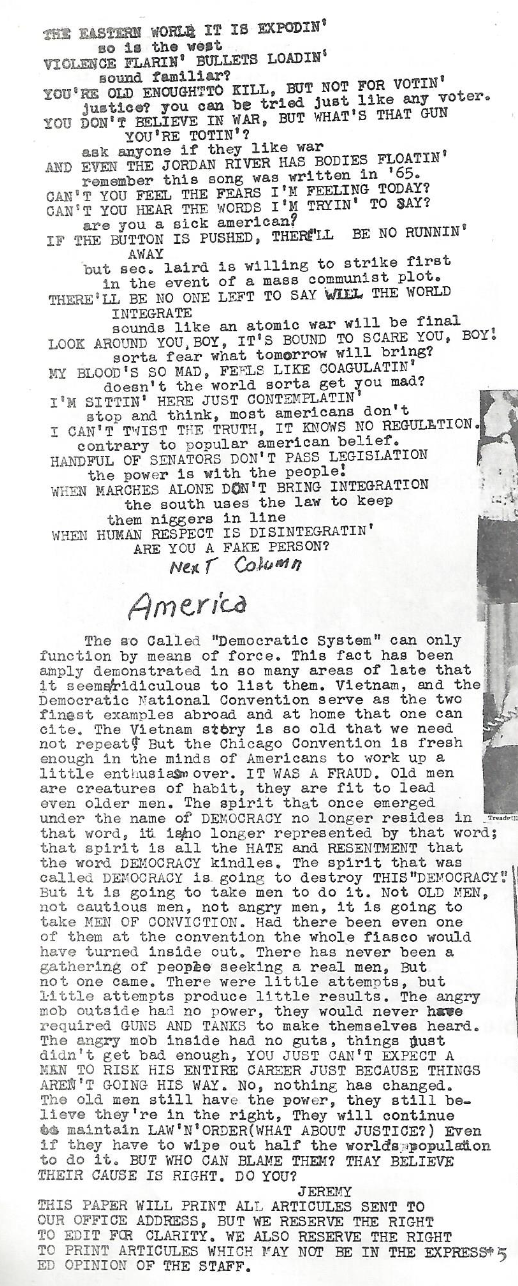 THE EASTERN WORLD IT IS EXPODIN'
so is the west
VIOLENCE FLARIN' BULLETS LOADIN'
sound familiar?
YOU'RE OLD ENOUGHTTO KILL, BUT NOT FOR VOTIN'
justice? you can be tried just like any voter.
YOU DON'T BELIEVE IN WAR, BUT WHAT'S THAT GUN
YOU'RE TOTIN'?
ask anyone if they like war
AND EVEN THE JORDAN RIVER HAS BODIES FLOATIN'
remember this song was written in '65.
CAN'T YOU FEEL THE FEARS I'M FEELING TODAY?
CAN'T YOU HEAR THE WORDS I'M TRYIN' TO SAY?
are you a sick american?
IF THE BUTTON IS PUSHED, THERE'LL BE NO RUNNIN'
AWAY
but sec. laird is willing to strike first
in the event of a mass communist plot.
THERE'LL BE NO ONE LEFT TO SAY WILL THE WORLD
INTEGRATE
sounds like an atomic war will be final
LOOK AROUND YOU, BOY, IT'S BOUND TO SCARE YOU, BOY!
sorta fear what tomorrow will bring?
MY BLOOD'S SO MAD, FEELS LIKE COAGULATIN'
doesn't the world sorta get you mad?
I'M SITTIN' HERE JUST CONTEMPLATIN'
stop and think, most americans don't
I CAN'T TWIST THE TRUTH, IT KNOWS NO REGULATION.
contrary to popular american belief.
HANDFUL OF SENATORS DON'T PASS LEGISLATION
the power is with the people!
WHEN MARCHES ALONE DON'T BRING INTEGRATION
the south uses the law to keep
them niggers in line
WHEN HUMAN RESPECT IS DISINTEGRATIN'
ARE YOU A FAKE PERSON?
NexT Column
America
The so Called "Democratic System" can only
function by means of force. This fact has been
amply demonstrated in so many areas of late that
it seems ridiculous to list them. Vietnam, and the
Democratic National Convention serve as the two
finest examples abroad and at home that one can
cite. The Vietnam story is so old that we need
not repeat! But the Chicago Convention is fresh
enough in the minds of Americans to work up a
little enthusiasm over. IT WAS A FRAUD. Old men
are creatures of habit, they are fit to lead
even older men. The spirit that once emerged
under the name of DEMOCRACY no longer resides in
that word, it is no longer represented by that word;
that spirit is all the HATE and RESENTMENT that
the word DEMOCRACY kindles. The spirit that was
called DEMOCRACY is going to destroy THIS"DEMOCRACY"!
But it is going to take men to do it. Not OLD MEN,
not cautious men, not angry men, it is going to
take MEN OF CONVICTION. Had there been even one
of them at the convention the whole fiasco would
have turned inside out. There has never been a
gathering of people seeking a real men, But
not one came. There were little attempts, but
little attempts produce little results. The angry
mob outside had no power, they would never have
required GUNS AND TANKS to make themselves heard.
The angry mob inside had no guts, things just
didn't get bad enough, YOU JUST CAN'T EXPECT A
MAN TO RISK HIS ENTIRE CAREER JUST BECAUSE THINGS
AREN'T GOING HIS WAY. No, nothing has changed.
The old men still have the power, they still be-
lieve they're in the right, They will continue
to maintain LAW'N'ORDER(WHAT ABOUT JUSTICE?) Even
if they have to wipe out half the worlds population
to do it. BUT WHO CAN BLAME THEM? THAY BELIEVE
THEIR CAUSE IS RIGHT. DO YOU?
JEREMY
THIS PAPER WILL PRINT ALL ARTICULES SENT TO
OUR OFFICE ADDRESS, BUT WE RESERVE THE RIGHT
TO EDIT FOR CLARITY. WE ALSO RESERVE THE RIGHT
TO PRINT ARTICULES WHICH MAY NOT BE IN THE EXPRESS* 5
ED OPINION OF THE STAFF.